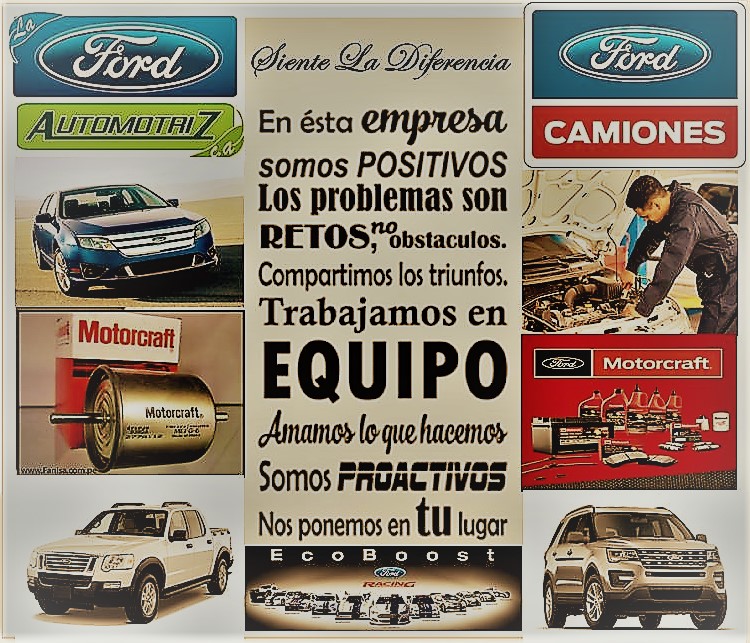 La
Ford
AUTOMOTRIZ
c.a
Motorcraft
Motorcraft
www.Fanisa.com.pe
Siente La Diferencia
En ésta empresa
somos POSITIVOS
Los problemas son
RETOS, no obstaculos.
Compartimos los triunfos.
Trabajamos en
EQUIPO
Amamos lo que hacemos
Somos PROACTIVOS
Nos ponemos en tu lugar
EcoBoost
Ford
RACING
Ford
CAMIONES
Ford Motorcraft